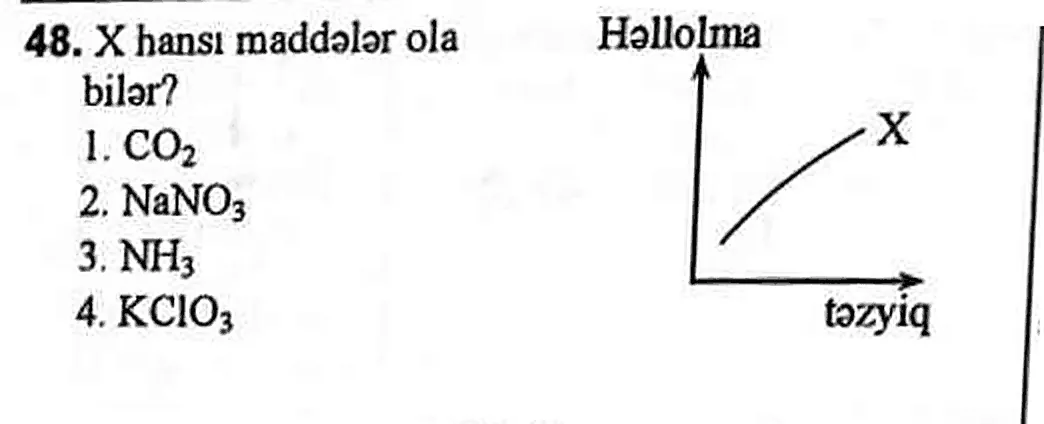 48. X hansı maddələr ola
bilər?
1. CO₂
2. NaNO₃
3. NH₃
4. KClO₃
Həllolma
X
təzyiq